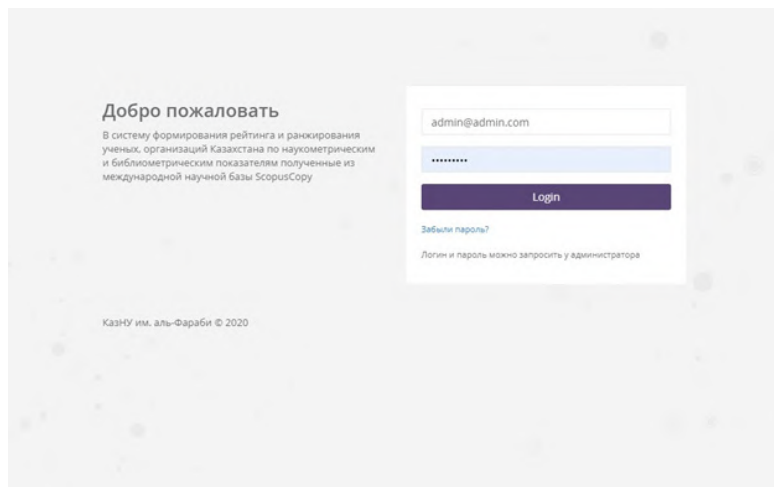 Добро пожаловать
В систему формирования рейтинга и ранжирования
ученых, организаций Казахстана по наукометрическим
и библиометрическим показателям полученные из
международной научной базы ScopusCopy
admin@admin.com
•••••••••
Login
Забыли пароль?
Логин и пароль можно запросить у администратора
КазНУ им. аль-Фараби © 2020